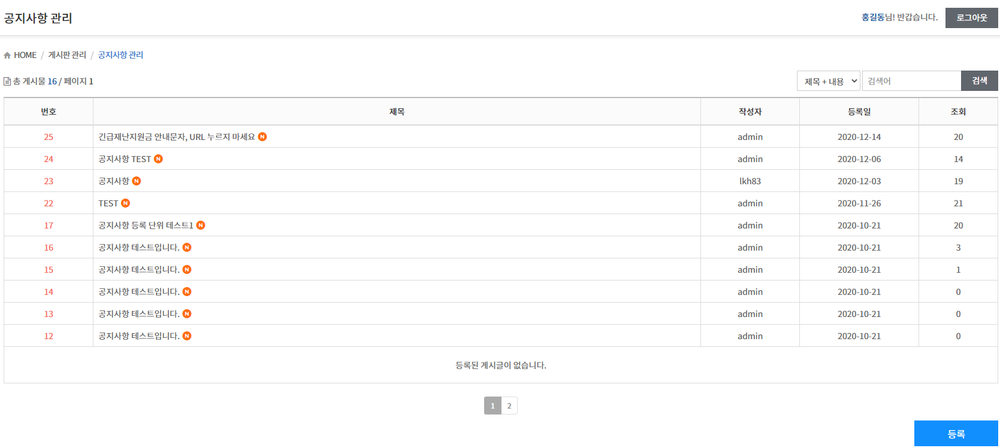 공지사항 관리
홍길동님! 반갑습니다. 로그아웃
HOME / 게시판 관리 / 공지사항 관리
총 게시물 16 / 페이지 1
제목 + 내용 검색어 검색
번호 제목 작성자 등록일 조회
25 긴급재난지원금 안내문자, URL 누르지 마세요 N admin 2020-12-14 20
24 공지사항 TEST N admin 2020-12-06 14
23 공지사항 N lkh83 2020-12-03 19
22 TEST N admin 2020-11-26 21
17 공지사항 등록 단위 테스트1 N admin 2020-10-21 20
16 공지사항 테스트입니다. N admin 2020-10-21 3
15 공지사항 테스트입니다. N admin 2020-10-21 1
14 공지사항 테스트입니다. N admin 2020-10-21 0
13 공지사항 테스트입니다. N admin 2020-10-21 0
12 공지사항 테스트입니다. N admin 2020-10-21 0
등록된 게시글이 없습니다.
1 2
등록